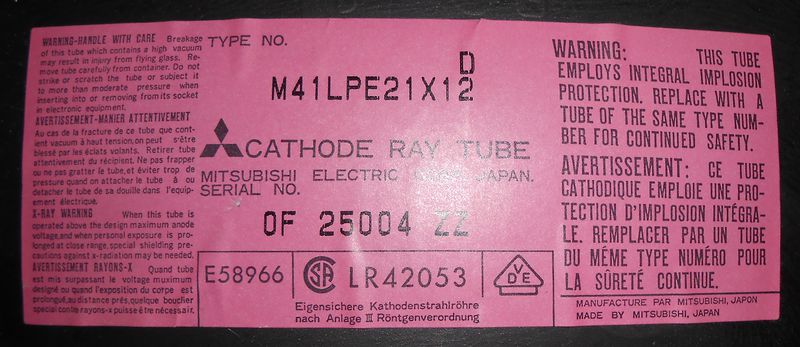 WARNING-HANDLE WITH CARE Breakage
of this tube which contains a high vacuum
may result in injury from flying glass. Re-
move tube carefully from container. Do not
strike or scratch the tube or subject it
to more than moderate pressure when
inserting into or removing from its socket
in electronic equipment.
AVERTISSEMENT-MANIER ATTENTIVEMENT
Au cas de la fracture de ce tube que cont-
ient vacuum à haut tension, on peut s'être
blessé par les éclats volants. Retirer tube
attentivement du récipient. Ne pas frapper
ou ne pas gratter le tube, et éviter trop de
pressure quand on attacher le tube à ou
detacher le tube de sa douille dans l'équip-
ement électrique.
X-RAY WARNING When this tube is
operated above the design maximum anode
voltage, and when personal exposure is pro-
longed at close range, special shielding pre-
cautions against x-radiation may be needed.
AVERTISSEMENT RAYONS-X Quand tube
est mis surpassant le voltage muximum
designé ou quand l'exposition du corpe est
prolongé, au distance près, quelque bouclier
special contre rayons-x puisse être nécessair.
TYPE NO.
D
M41LPE21X12
CATHODE RAY TUBE
MITSUBISHI ELECTRIC CORP. JAPAN.
SERIAL NO.
0F 25004 ZZ
E58966
SA
LR42053
VDE
Eigensichere Kathodenstrahlröhre
nach Anlage III Röntgenverordnung
WARNING: THIS TUBE
EMPLOYS INTEGRAL IMPLOSION
PROTECTION. REPLACE WITH A
TUBE OF THE SAME TYPE NUM-
BER FOR CONTINUED SAFETY.
AVERTISSEMENT: CE TUBE
CATHODIQUE EMPLOIE UNE PRO-
TECTION D'IMPLOSION INTÉGRA-
LE. REMPLACER PAR UN TUBE
DU MÉME TYPE NUMÉRO POUR
LA SÛRETÉ CONTINUE.
MANUFACTURE PAR MITSUBISHI, JAPON
MADE BY MITSUBISHI, JAPAN